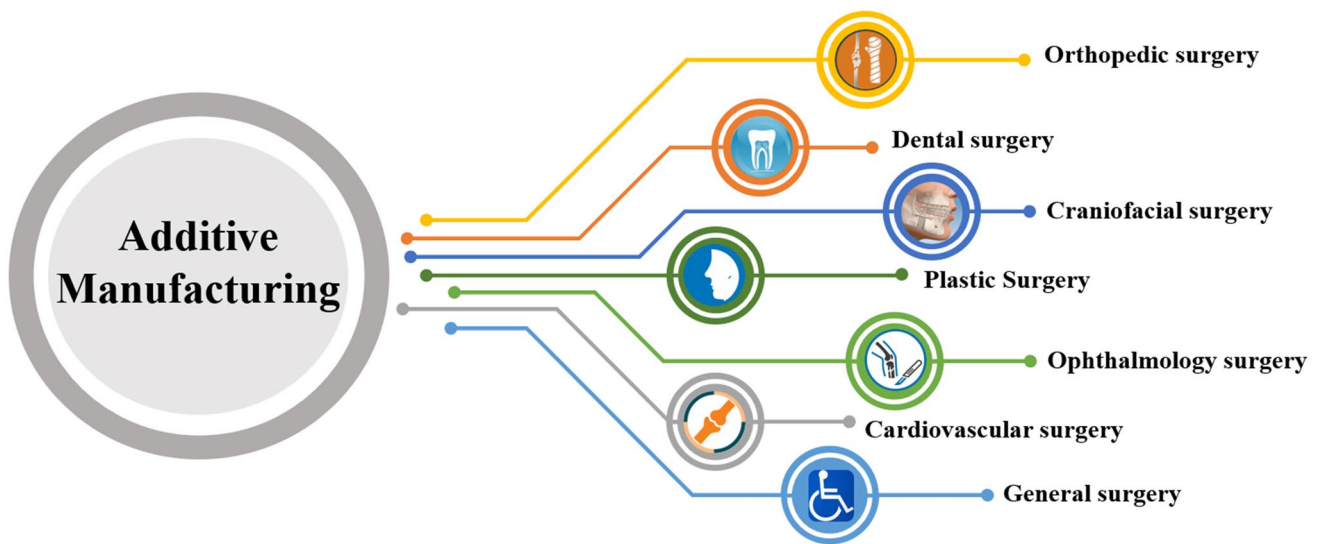 Additive
Manufacturing
Orthopedic surgery
Dental surgery
Craniofacial surgery
Plastic Surgery
Ophthalmology surgery
Cardiovascular surgery
General surgery